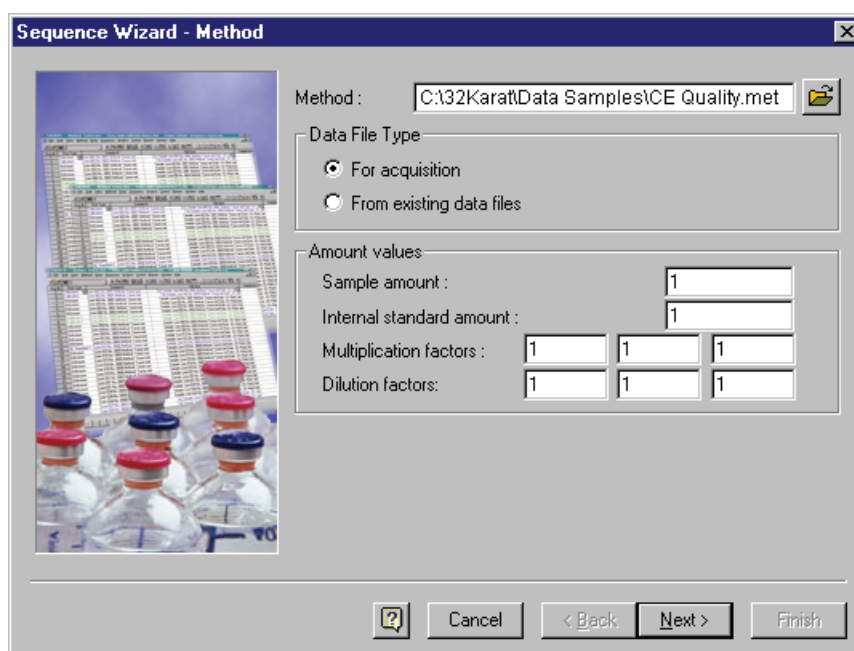 Sequence Wizard - Method
Method : C:\32Karat\Data Samples\CE Quality.met
Data File Type
For acquisition
From existing data files
Amount values
Sample amount : 1
Internal standard amount : 1
Multiplication factors : 1 1 1
Dilution factors: 1 1 1
Cancel < Back Next > Finish